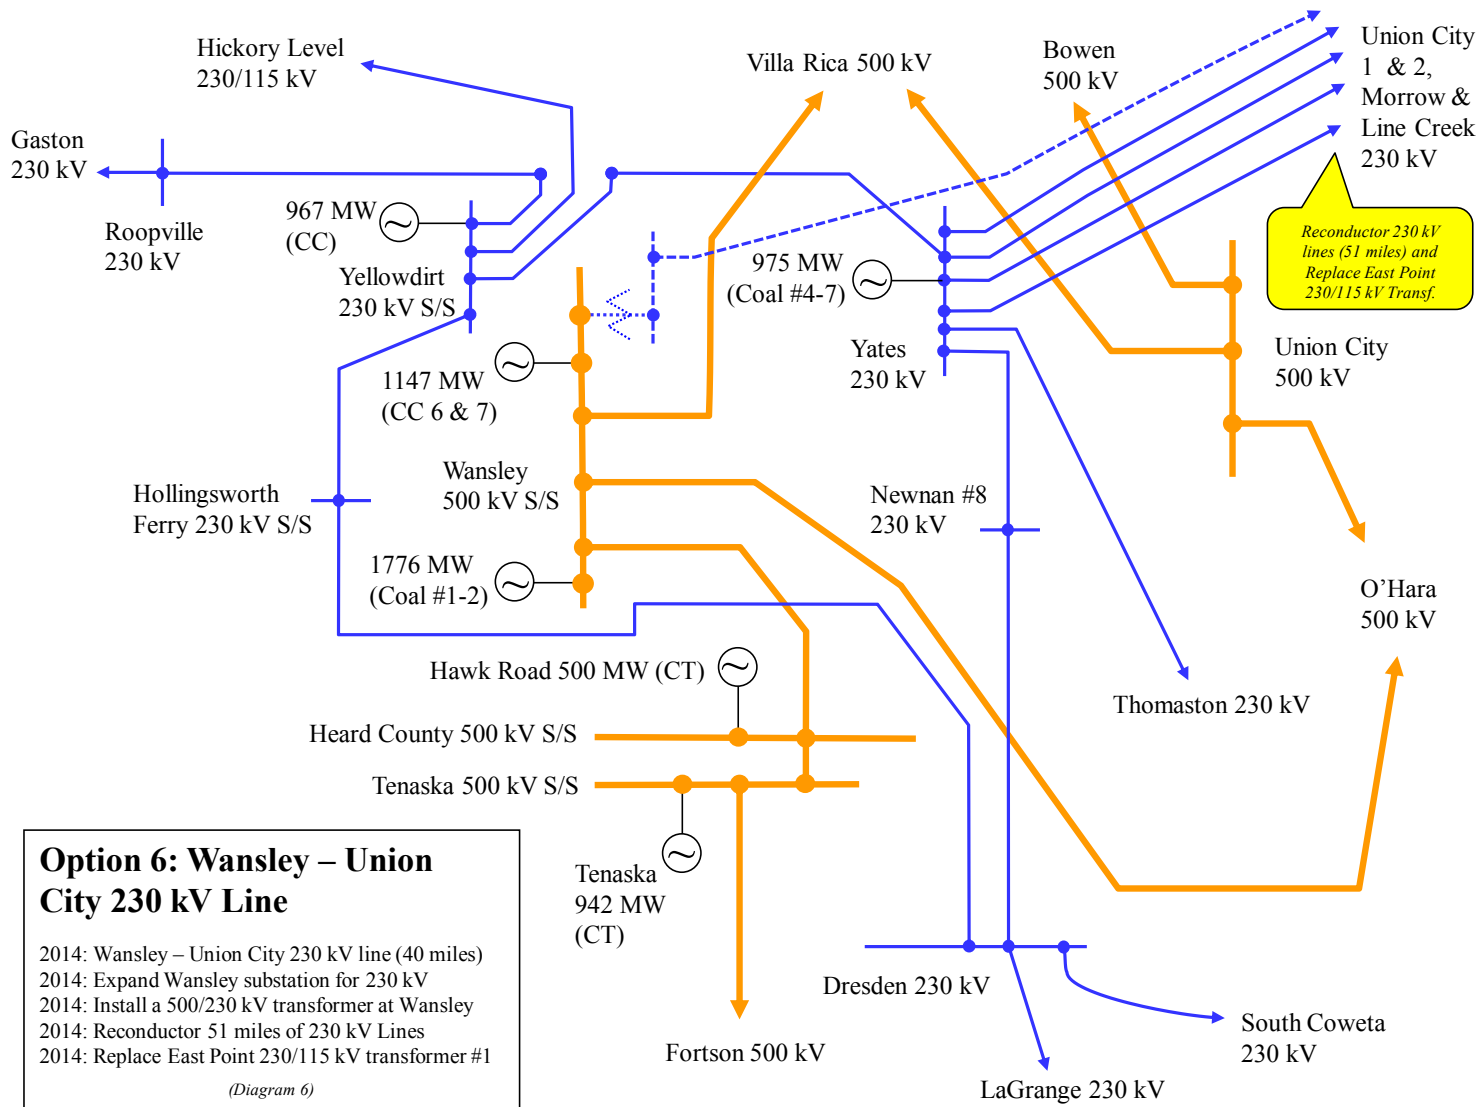 Hickory Level
230/115 kV
Villa Rica 500 kV
Bowen
500 kV
Union City
1 & 2,
Morrow &
Line Creek
230 kV
Gaston
230 kV
Roopville
230 kV
967 MW
(CC)
Yellowdirt
230 kV S/S
975 MW
(Coal #4-7)
Reconductor 230 kV
lines (51 miles) and
Replace East Point
230/115 kV Transf.
Yates
230 kV
Union City
500 kV
1147 MW
(CC 6 & 7)
Wansley
500 kV S/S
Hollingsworth
Ferry 230 kV S/S
Newnan #8
230 kV
1776 MW
(Coal #1-2)
O’Hara
500 kV
Hawk Road 500 MW (CT)
Thomaston 230 kV
Heard County 500 kV S/S
Tenaska 500 kV S/S
Tenaska
942 MW
(CT)
Dresden 230 kV
South Coweta
230 kV
Fortson 500 kV
LaGrange 230 kV
Option 6: Wansley – Union
City 230 kV Line
2014: Wansley – Union City 230 kV line (40 miles)
2014: Expand Wansley substation for 230 kV
2014: Install a 500/230 kV transformer at Wansley
2014: Reconductor 51 miles of 230 kV Lines
2014: Replace East Point 230/115 kV transformer #1
(Diagram 6)